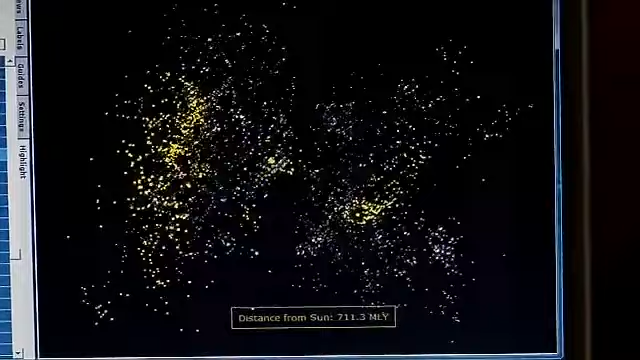 Labels
Guides
Settings
Highlight
Distance from Sun: 711.3 MLY